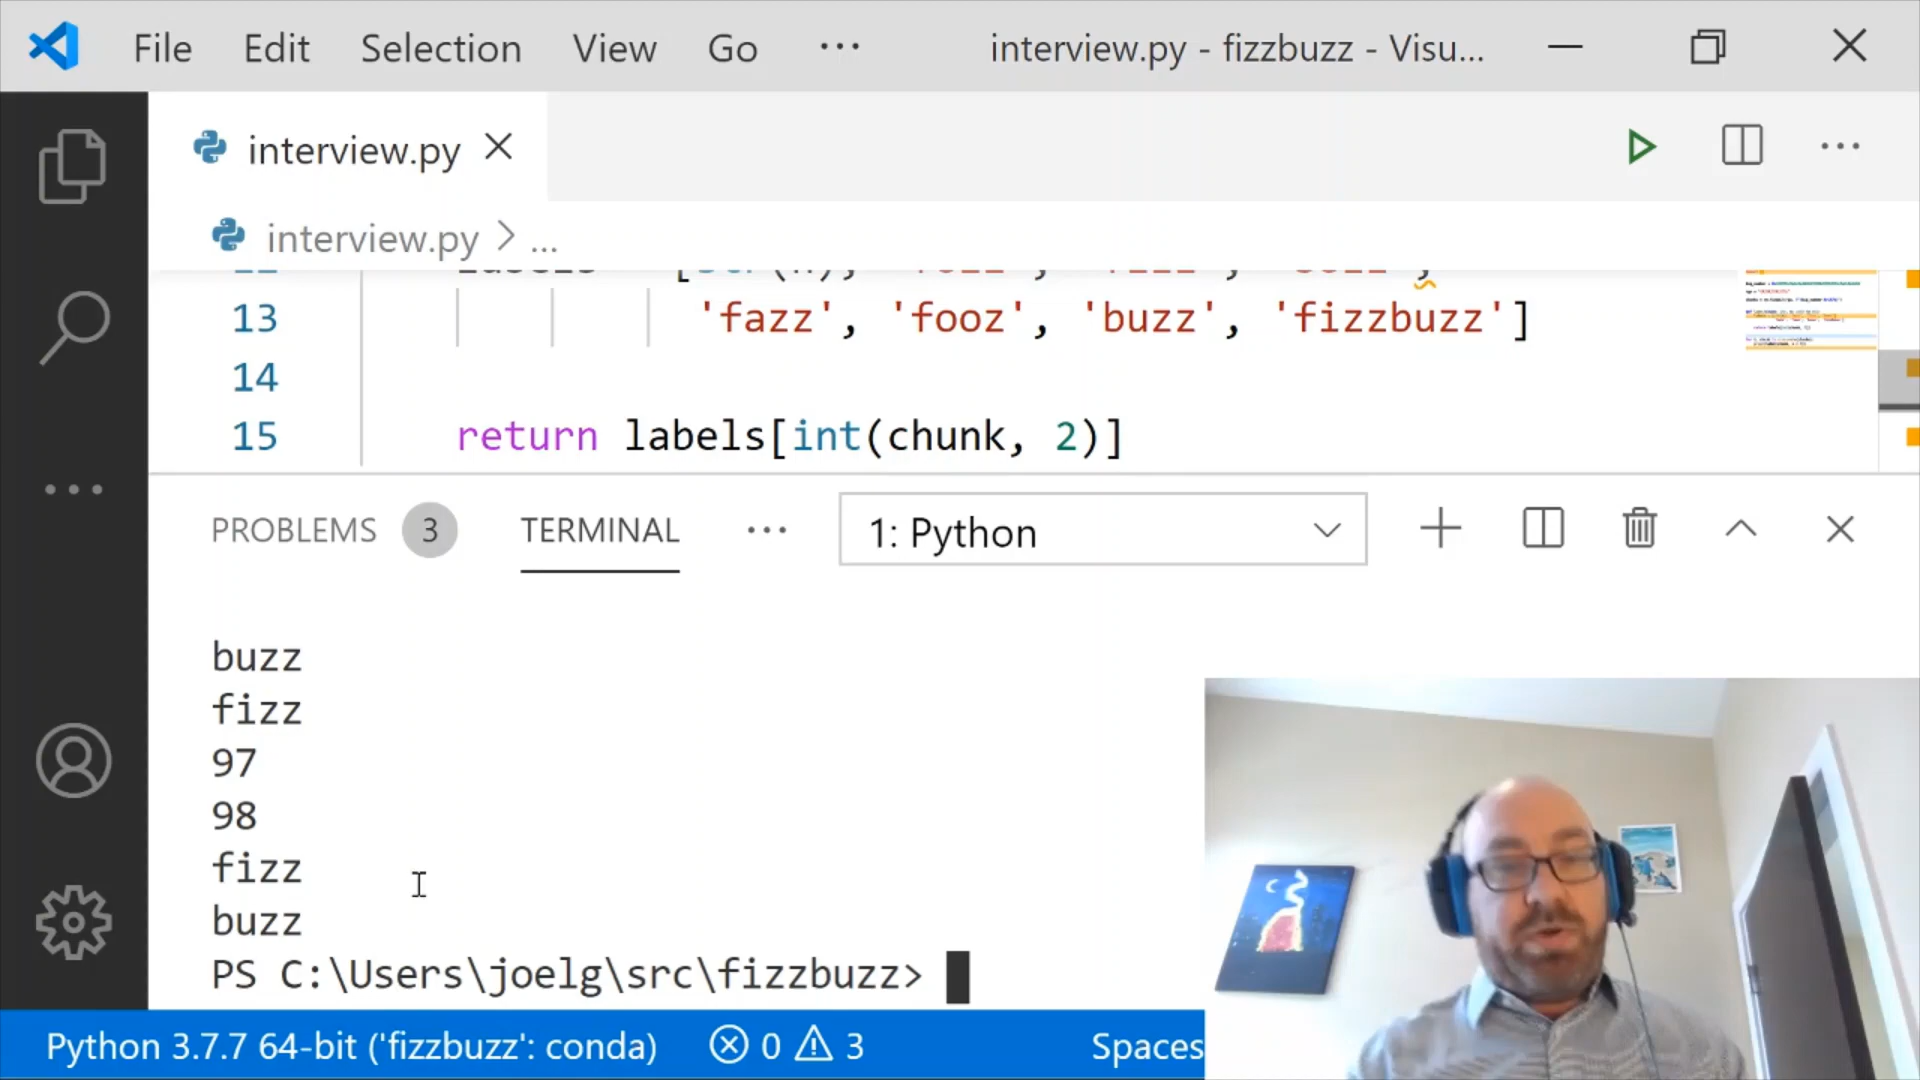 File Edit Selection View Go ··· interview.py - fizzbuzz - Visu...
interview.py
interview.py > ...
13 'fazz', 'fooz', 'buzz', 'fizzbuzz']
14
15 return labels[int(chunk, 2)]
PROBLEMS 3 TERMINAL ··· 1: Python
buzz
fizz
97
98
fizz
buzz
PS C:\Users\joelg\src\fizzbuzz>
Python 3.7.7 64-bit ('fizzbuzz': conda) 0 3 Spaces